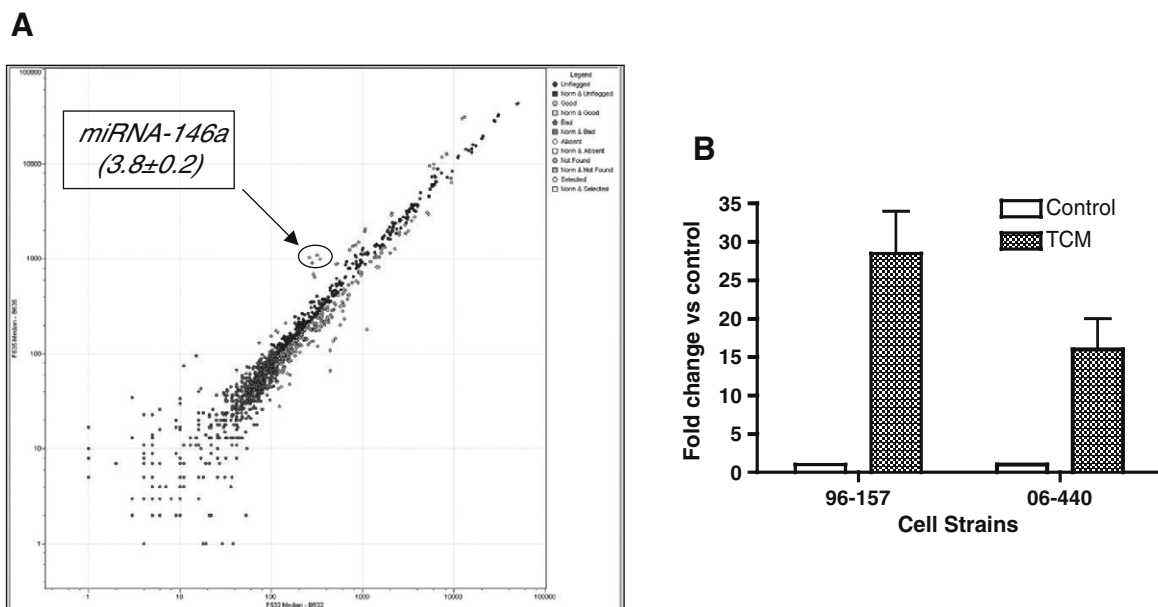 A
miRNA-146a
(3.8±0.2)
100000
10000
1000
100
10
1
F635 Median - B635
1
10
100
1000
10000
100000
F532 Median - B532
Legend
Unflagged
Norm & Unflagged
Good
Norm & Good
Bad
Norm & Bad
Absent
Norm & Absent
Not Found
Norm & Not Found
Selected
Norm & Selected
B
Fold change vs control
35
30
25
20
15
10
5
0
Control
TCM
96-157
06-440
Cell Strains